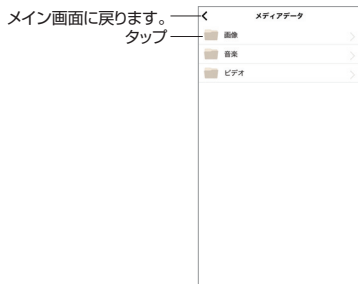 メイン画面に戻ります。
メディアデータ
タップ
画像
音楽
ビデオ